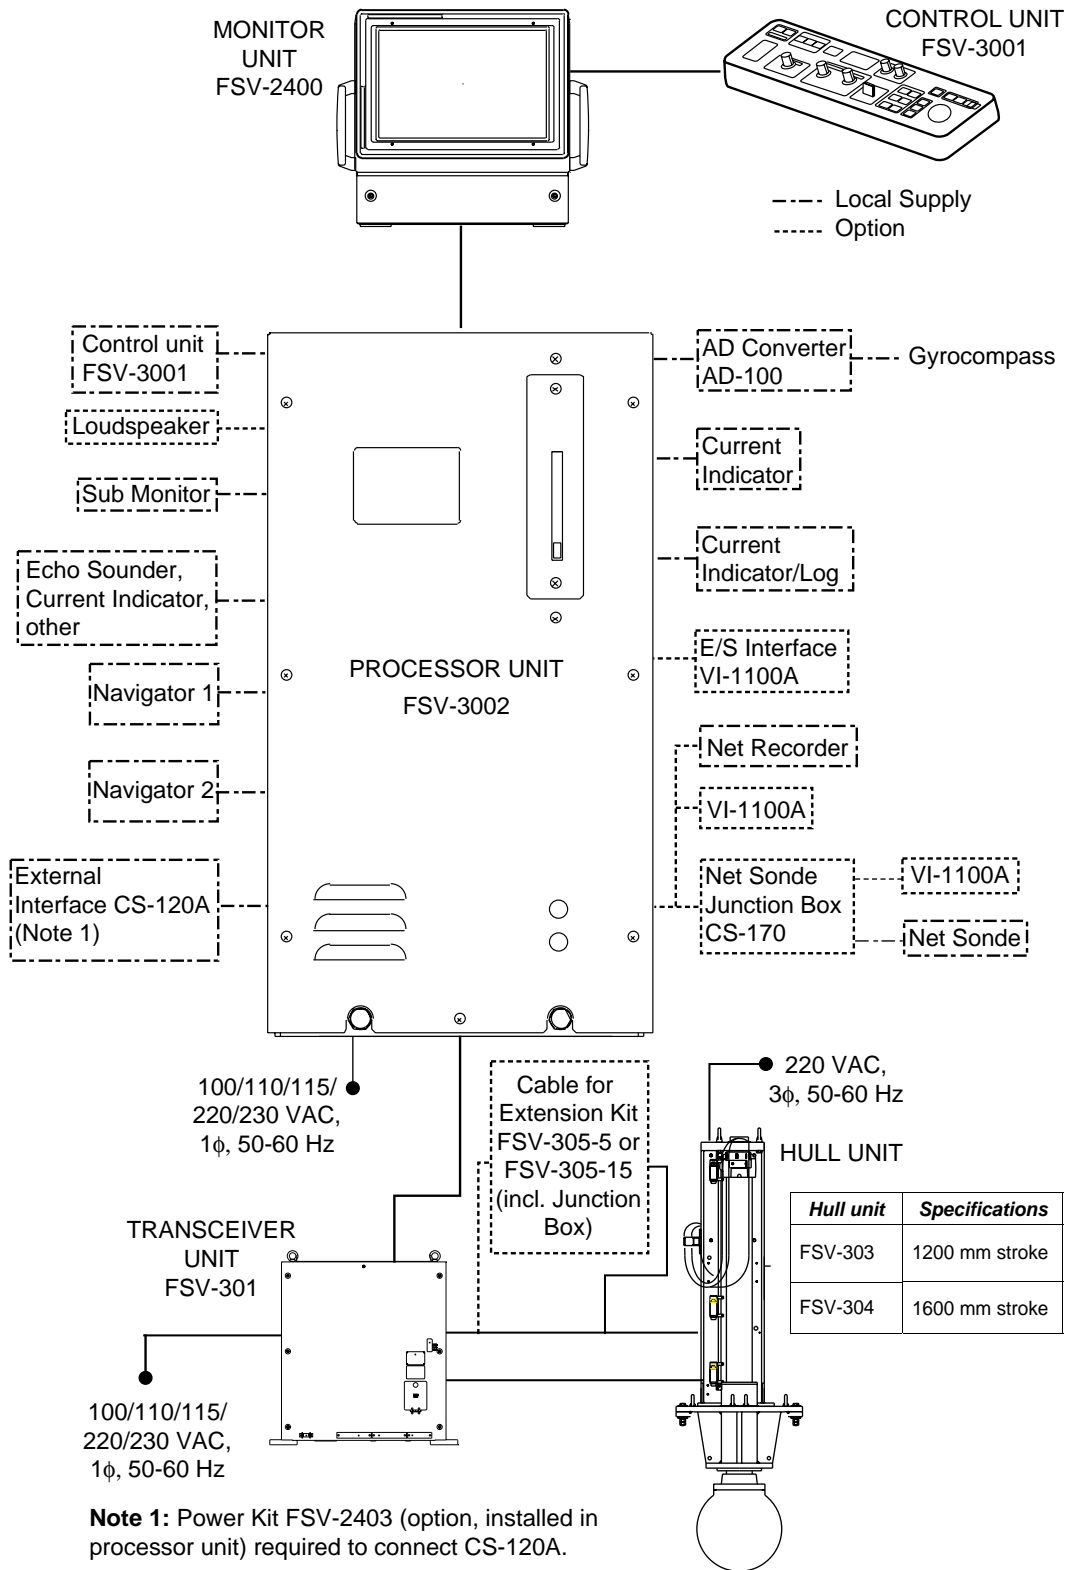 MONITOR
UNIT
FSV-2400
CONTROL UNIT
FSV-3001
Local Supply
Option
Control unit
FSV-3001
Loudspeaker
Sub Monitor
Echo Sounder,
Current Indicator,
other
Navigator 1
Navigator 2
External
Interface CS-120A
(Note 1)
PROCESSOR UNIT
FSV-3002
AD Converter
AD-100
Gyrocompass
Current
Indicator
Current
Indicator/Log
E/S Interface
VI-1100A
Net Recorder
VI-1100A
Net Sonde
Junction Box
CS-170
VI-1100A
Net Sonde
100/110/115/
220/230 VAC,
1ϕ, 50-60 Hz
Cable for
Extension Kit
FSV-305-5 or
FSV-305-15
(incl. Junction
Box)
220 VAC,
3ϕ, 50-60 Hz
HULL UNIT
Hull unit Specifications
FSV-303 1200 mm stroke
FSV-304 1600 mm stroke
TRANSCEIVER
UNIT
FSV-301
100/110/115/
220/230 VAC,
1ϕ, 50-60 Hz
Note 1: Power Kit FSV-2403 (option, installed in
processor unit) required to connect CS-120A.